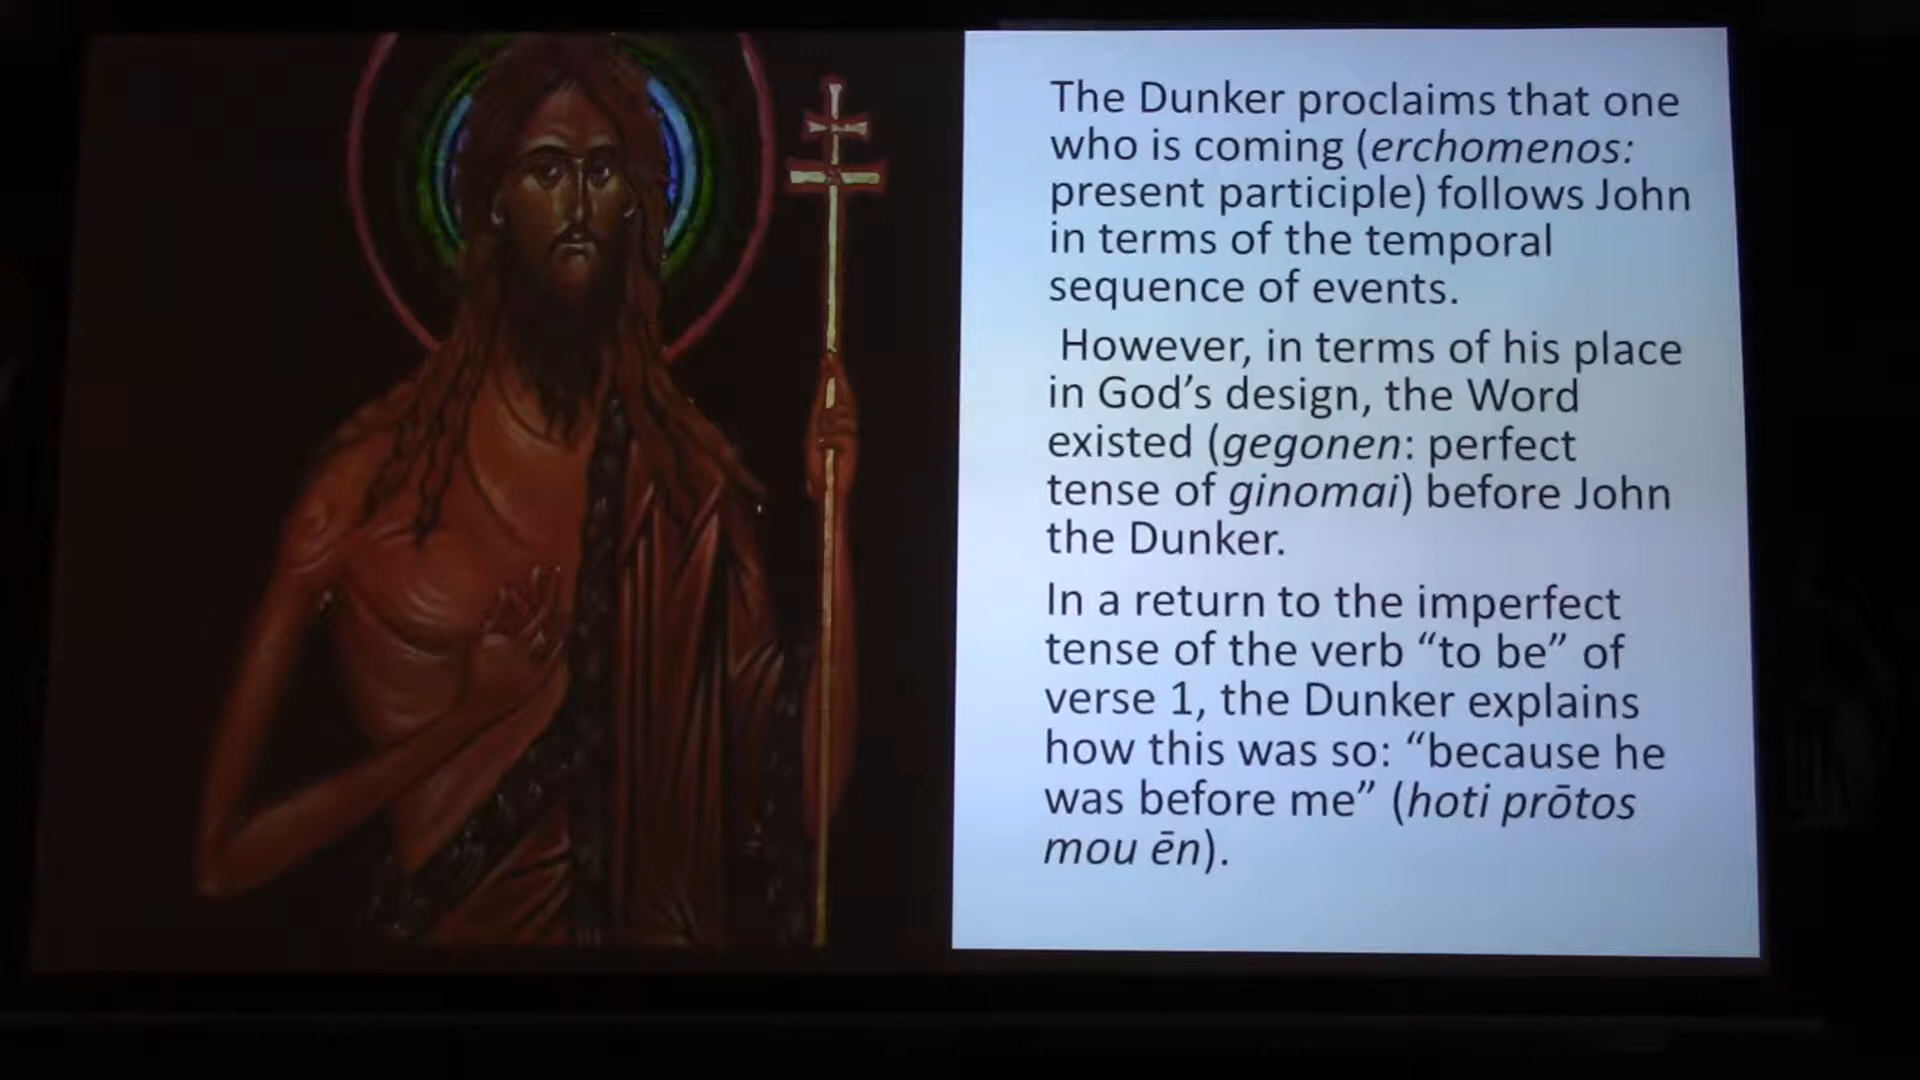 The Dunker proclaims that one
who is coming (erchomenos:
present participle) follows John
in terms of the temporal
sequence of events.
However, in terms of his place
in God’s design, the Word
existed (gegonen: perfect
tense of ginomai) before John
the Dunker.
In a return to the imperfect
tense of the verb “to be” of
verse 1, the Dunker explains
how this was so: “because he
was before me” (hoti prōtos
mou ēn).